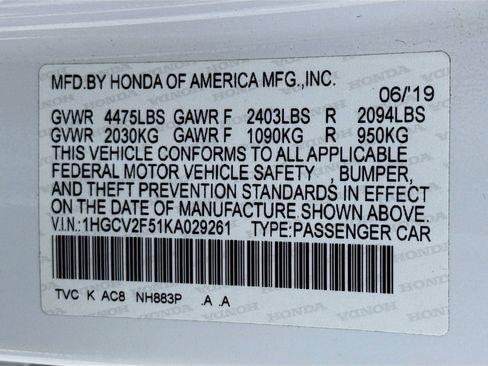 MFD.BY HONDA OF AMERICA MFG.,INC.
06/'19
GVWR 4475LBS GAWR F 2403LBS R 2094LBS
GVWR 2030KG GAWR F 1090KG R 950KG
THIS VEHICLE CONFORMS TO ALL APPLICABLE
FEDERAL MOTOR VEHICLE SAFETY , BUMPER,
AND THEFT PREVENTION STANDARDS IN EFFECT
ON THE DATE OF MANUFACTURE SHOWN ABOVE.
V.I.N.:1HGCV2F51KA029261 TYPE:PASSENGER CAR
TVC K AC8 NH883P .A .A